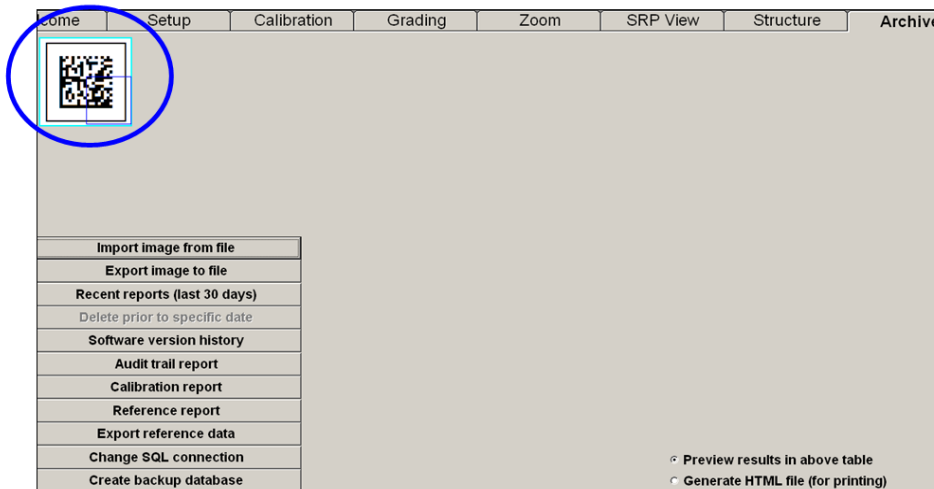 Home Setup Calibration Grading Zoom SRP View Structure Archive
Import image from file
Export image to file
Recent reports (last 30 days)
Delete prior to specific date
Software version history
Audit trail report
Calibration report
Reference report
Export reference data
Change SQL connection
Create backup database
Preview results in above table
Generate HTML file (for printing)